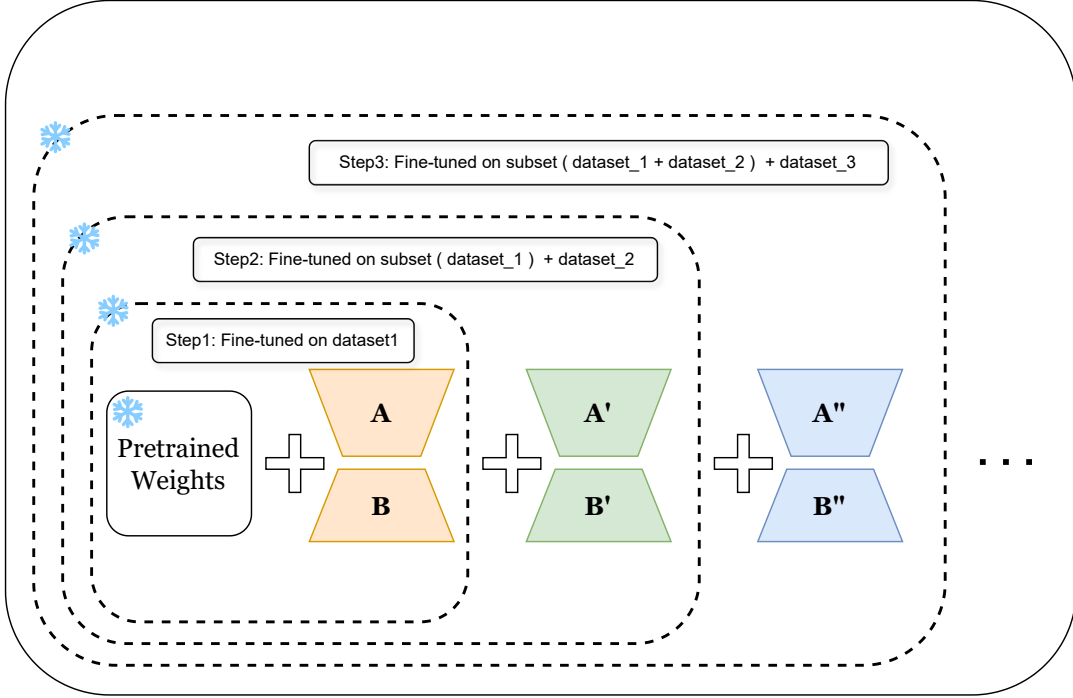 Step3: Fine-tuned on subset ( dataset_1 + dataset_2 ) + dataset_3
Step2: Fine-tuned on subset ( dataset_1 ) + dataset_2
Step1: Fine-tuned on dataset1
Pretrained
Weights
A
B
A'
B'
A''
B''
. . .